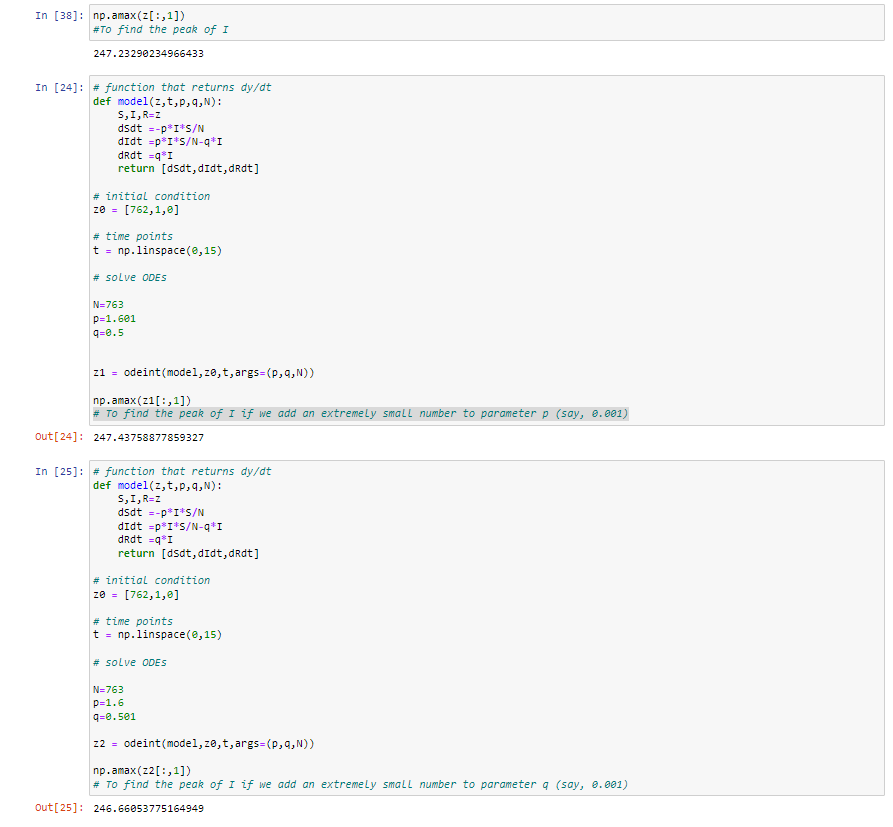 In [38]: np.amax(z[:,1])
#To find the peak of I
247.23290234966433
In [24]: # function that returns dy/dt
def model(z,t,p,q,N):
S,I,R=z
dSdt =-p*I*S/N
dIdt =p*I*S/N-q*I
dRdt =q*I
return [dSdt,dIdt,dRdt]
# initial condition
z0 = [762,1,0]
# time points
t = np.linspace(0,15)
# solve ODEs
N=763
p=1.601
q=0.5
z1 = odeint(model,z0,t,args=(p,q,N))
np.amax(z1[:,1])
# To find the peak of I if we add an extremely small number to parameter p (say, 0.001)
Out[24]: 247.43758877859327
In [25]: # function that returns dy/dt
def model(z,t,p,q,N):
S,I,R=z
dSdt =-p*I*S/N
dIdt =p*I*S/N-q*I
dRdt =q*I
return [dSdt,dIdt,dRdt]
# initial condition
z0 = [762,1,0]
# time points
t = np.linspace(0,15)
# solve ODEs
N=763
p=1.6
q=0.501
z2 = odeint(model,z0,t,args=(p,q,N))
np.amax(z2[:,1])
# To find the peak of I if we add an extremely small number to parameter q (say, 0.001)
Out[25]: 246.66053775164949